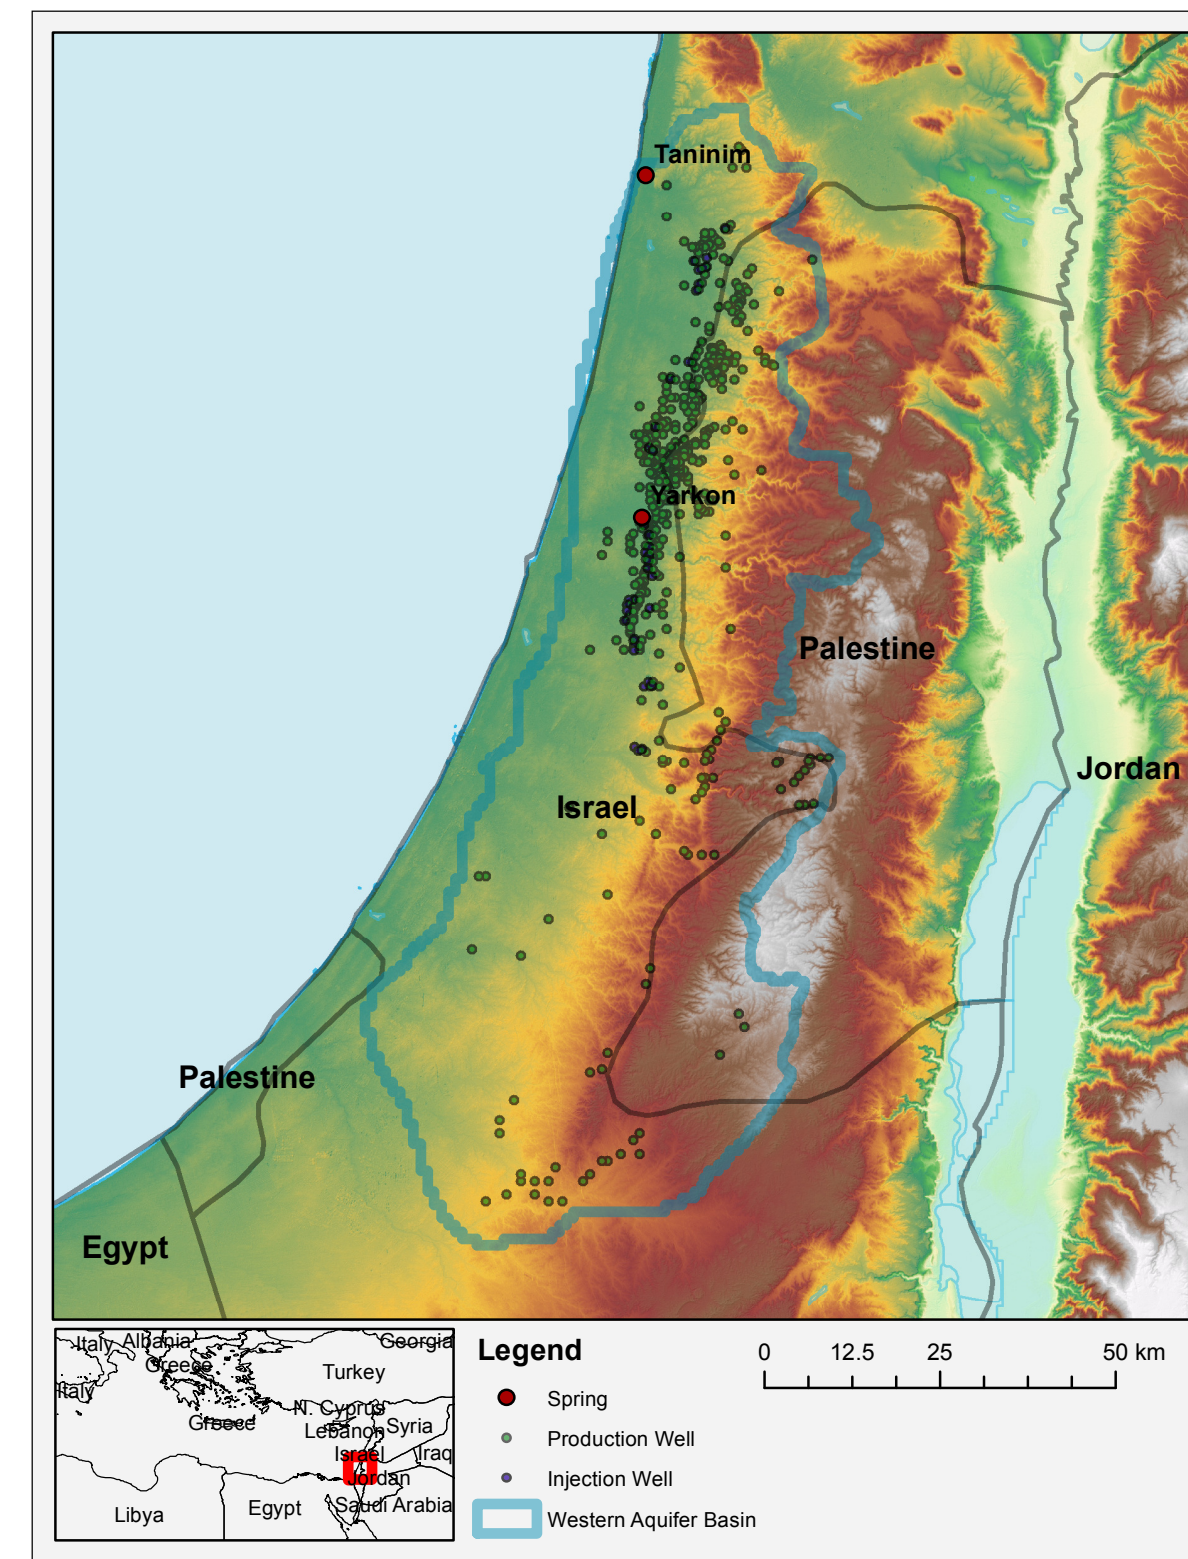 Taninim
Yarkon
Palestine
Jordan
Israel
Palestine
Egypt
Italy
Albania
Georgia
Greece
Turkey
Italy
N. Cyprus
Greece
Lebanon
Syria
Israel
Iraq
Jordan
Libya
Egypt
Saudi Arabia
Legend
Spring
Production Well
Injection Well
Western Aquifer Basin
0 12.5 25 50 km